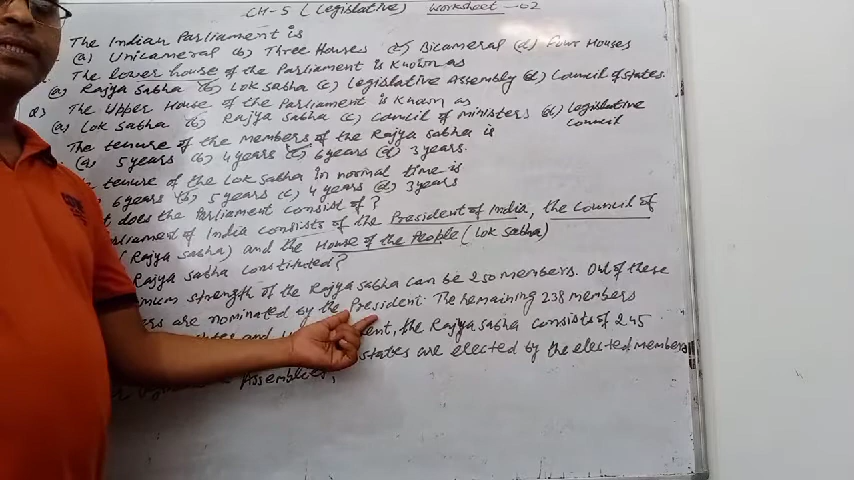 CH-5 (Legislative) Worksheet-02
The Indian Parliament is
(a) Unicameral (b) Three Houses (c) Bicameral (d) Four Houses
The lower house of the Parliament is known as
(a) Rajya Sabha (b) Lok Sabha (c) Legislative Assembly (d) Council of states.
Q3 The Upper House of the Parliament is known as
(a) Lok Sabha (b) Rajya Sabha (c) Council of ministers (d) Legislative Council
The tenure of the members of the Rajya Sabha is
(a) 5 years (b) 4 years (c) 6 years (d) 3 years.
tenure of the Lok Sabha in normal time is
6 years (b) 5 years (c) 4 years (d) 3 years
t does the Parliament consist of?
rliament of India consists of the President of India, the Council of
(Rajya Sabha) and the House of the People (Lok Sabha)
Rajya Sabha constituted?
mum strength of the Rajya Sabha can be 250 members. Out of these
ers are nominated by the President. The remaining 238 members
and ent, the Rajya Sabha consists of 245
states are elected by the elected members
Assemblies,